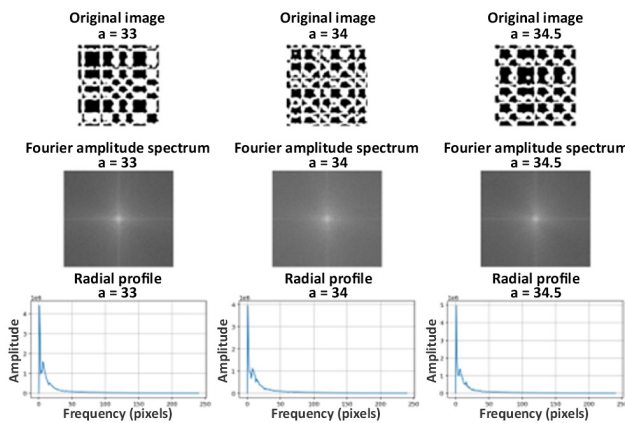 Original image
a = 33
Original image
a = 34
Original image
a = 34.5
Fourier amplitude spectrum
a = 33
Fourier amplitude spectrum
a = 34
Fourier amplitude spectrum
a = 34.5
Radial profile
a = 33
Radial profile
a = 34
Radial profile
a = 34.5
1e6
4
3
2
1
0
Amplitude
0 50 100 150 200 250
Frequency (pixels)
1e6
4
3
2
1
0
Amplitude
0 50 100 150 200 250
Frequency (pixels)
1e6
5
4
3
2
1
0
Amplitude
0 50 100 150 200 250
Frequency (pixels)